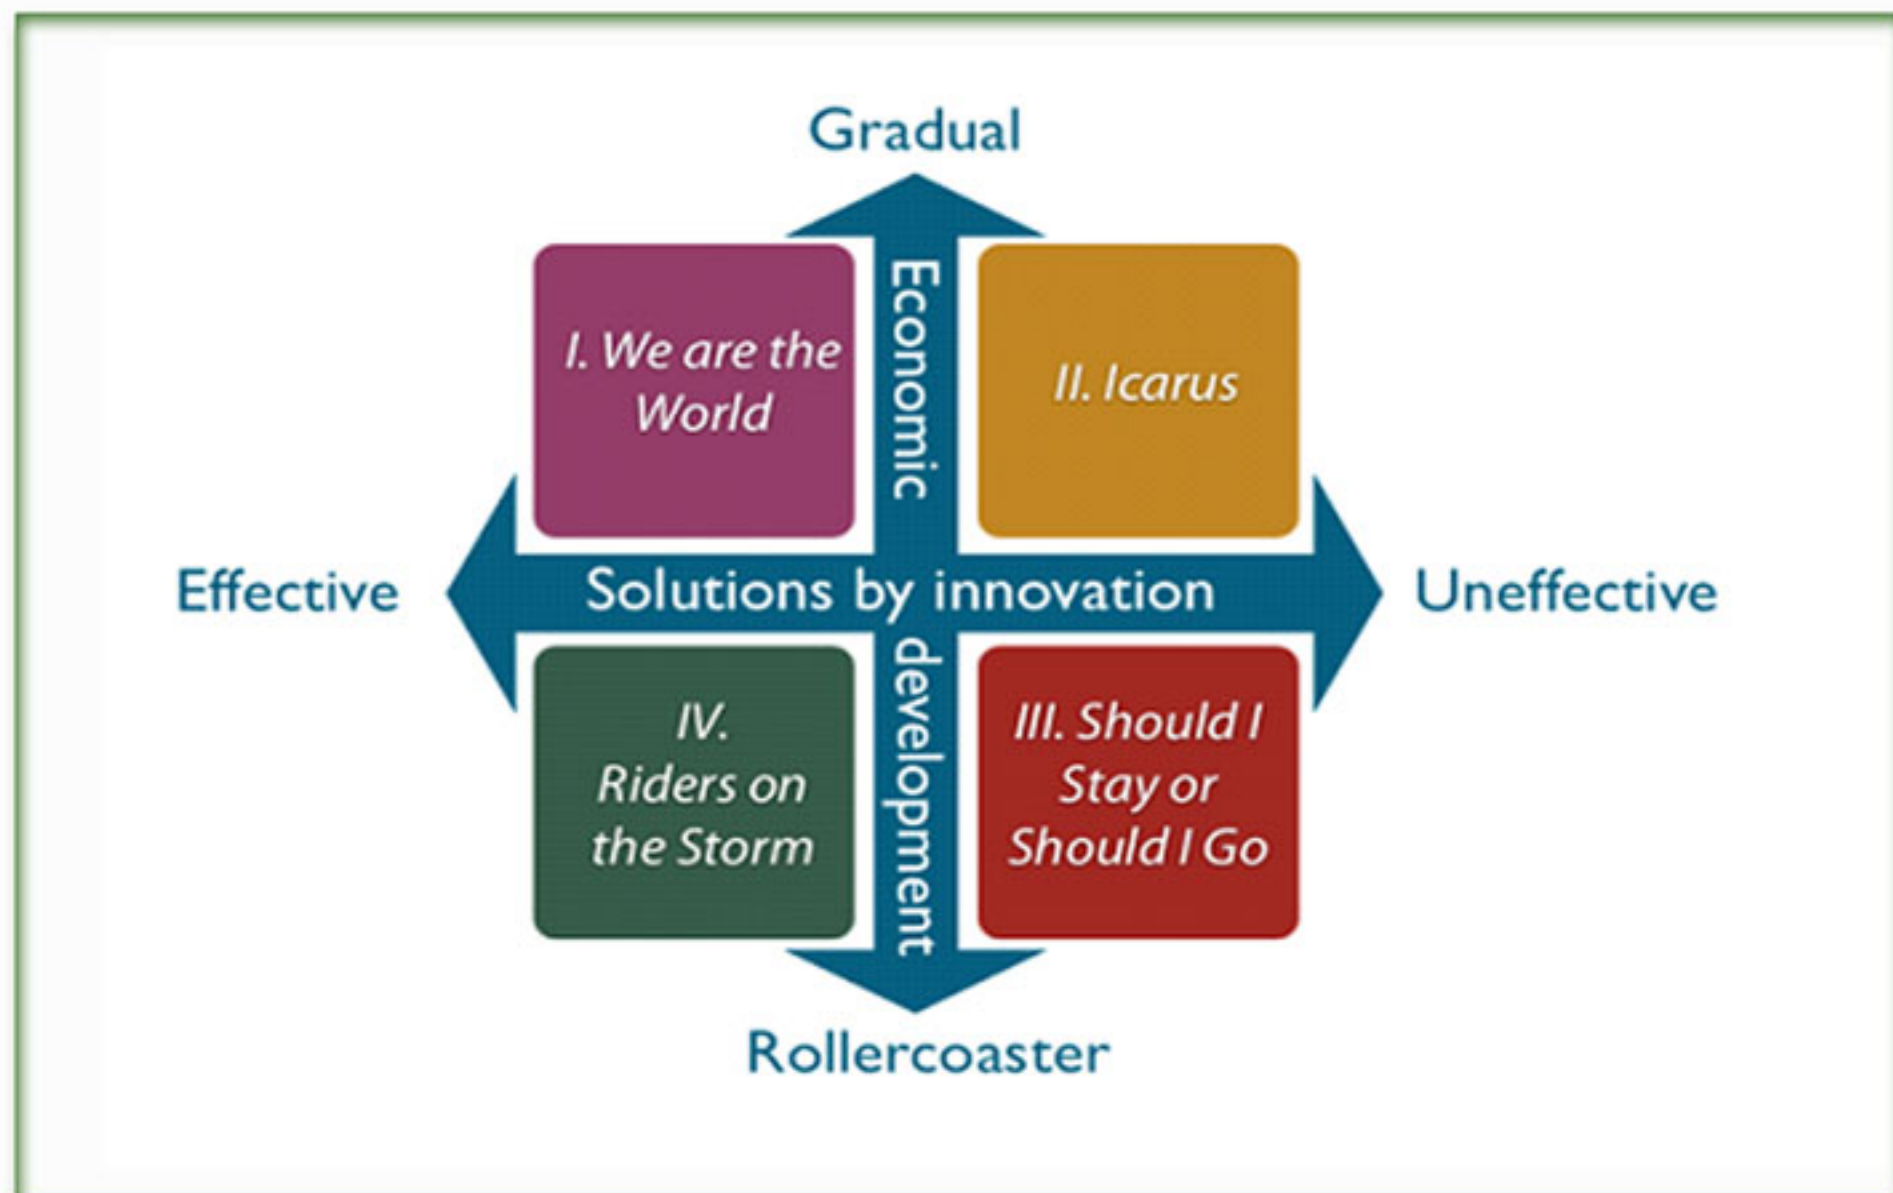 Gradual
Economic
I. We are the
World
II. Icarus
Effective
Solutions by innovation
Uneffective
development
IV.
Riders on
the Storm
III. Should I
Stay or
Should I Go
Rollercoaster